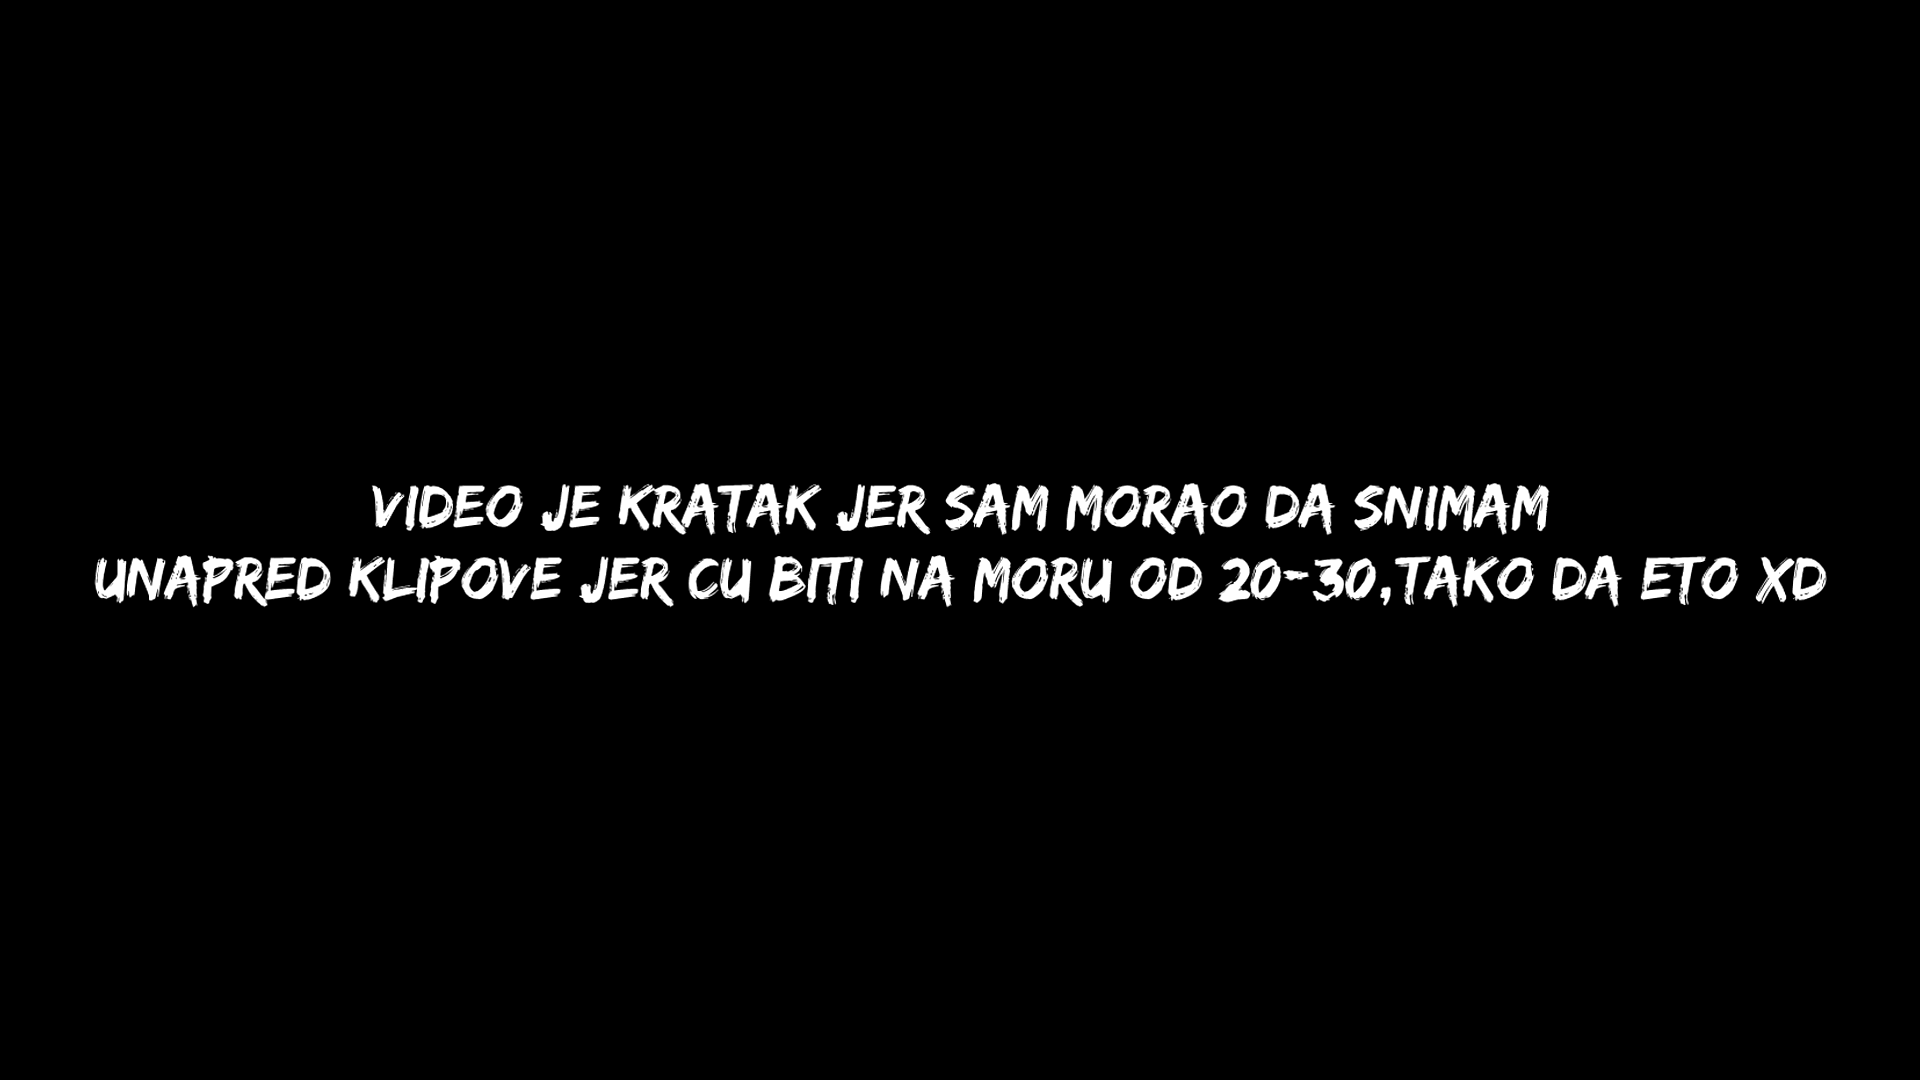 VIDEO JE KRATAK JER SAM MORAO DA SNIMAM
UNAPRED KLIPOVE JER CU BITI NA MORU OD 20-30,TAKO DA ETO XD